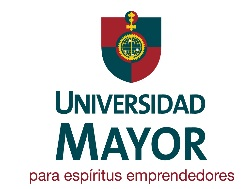 UNIVERSIDAD
MAYOR
para espíritus emprendedores